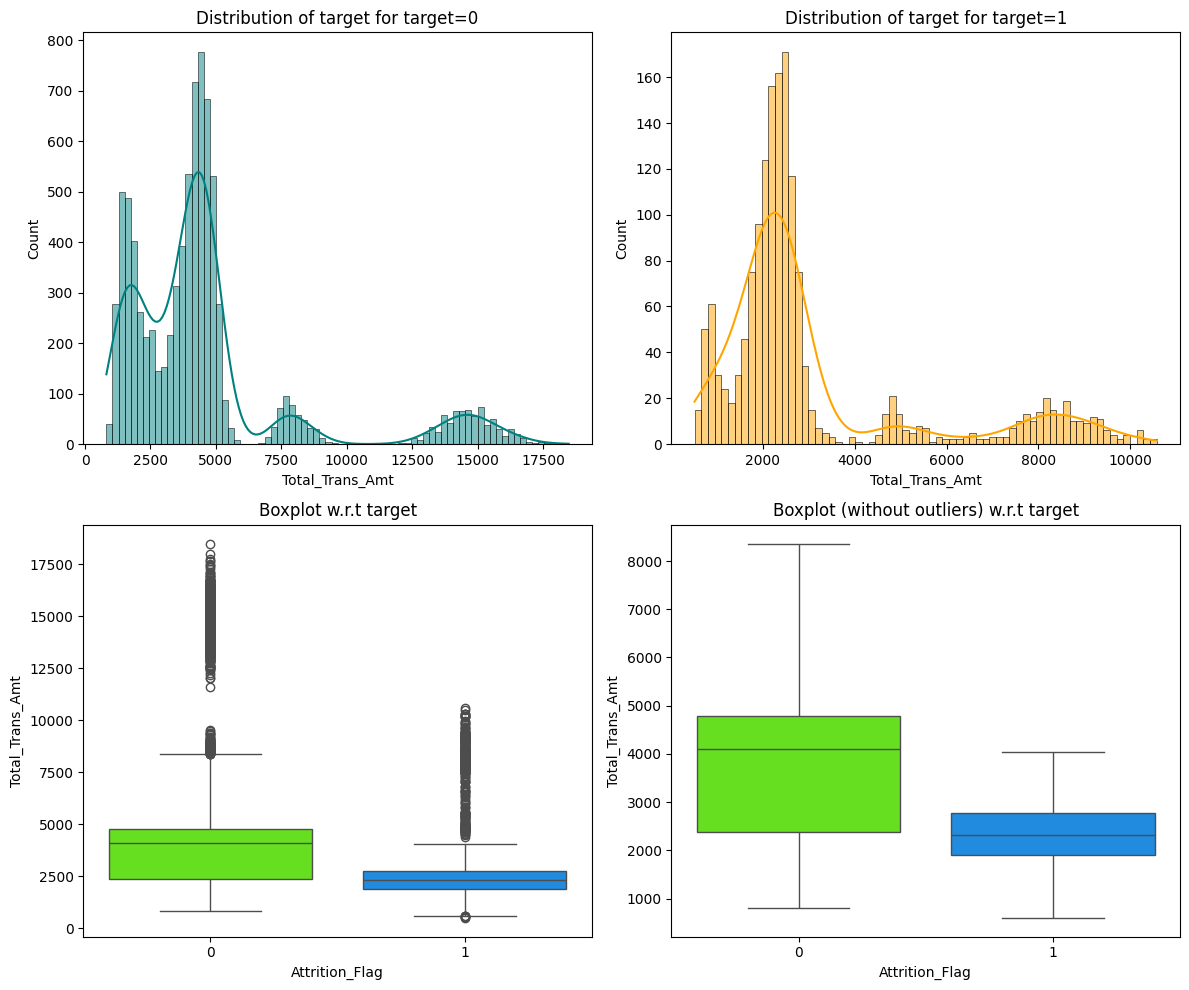 Distribution of target for target=0
800
700
600
500
400
300
200
100
0
Count
0 2500 5000 7500 10000 12500 15000 17500
Total_Trans_Amt
Distribution of target for target=1
160
140
120
100
80
60
40
20
0
Count
2000 4000 6000 8000 10000
Total_Trans_Amt
Boxplot w.r.t target
17500
15000
12500
10000
7500
5000
2500
0
Total_Trans_Amt
0 1
Attrition_Flag
Boxplot (without outliers) w.r.t target
8000
7000
6000
5000
4000
3000
2000
1000
Total_Trans_Amt
0 1
Attrition_Flag